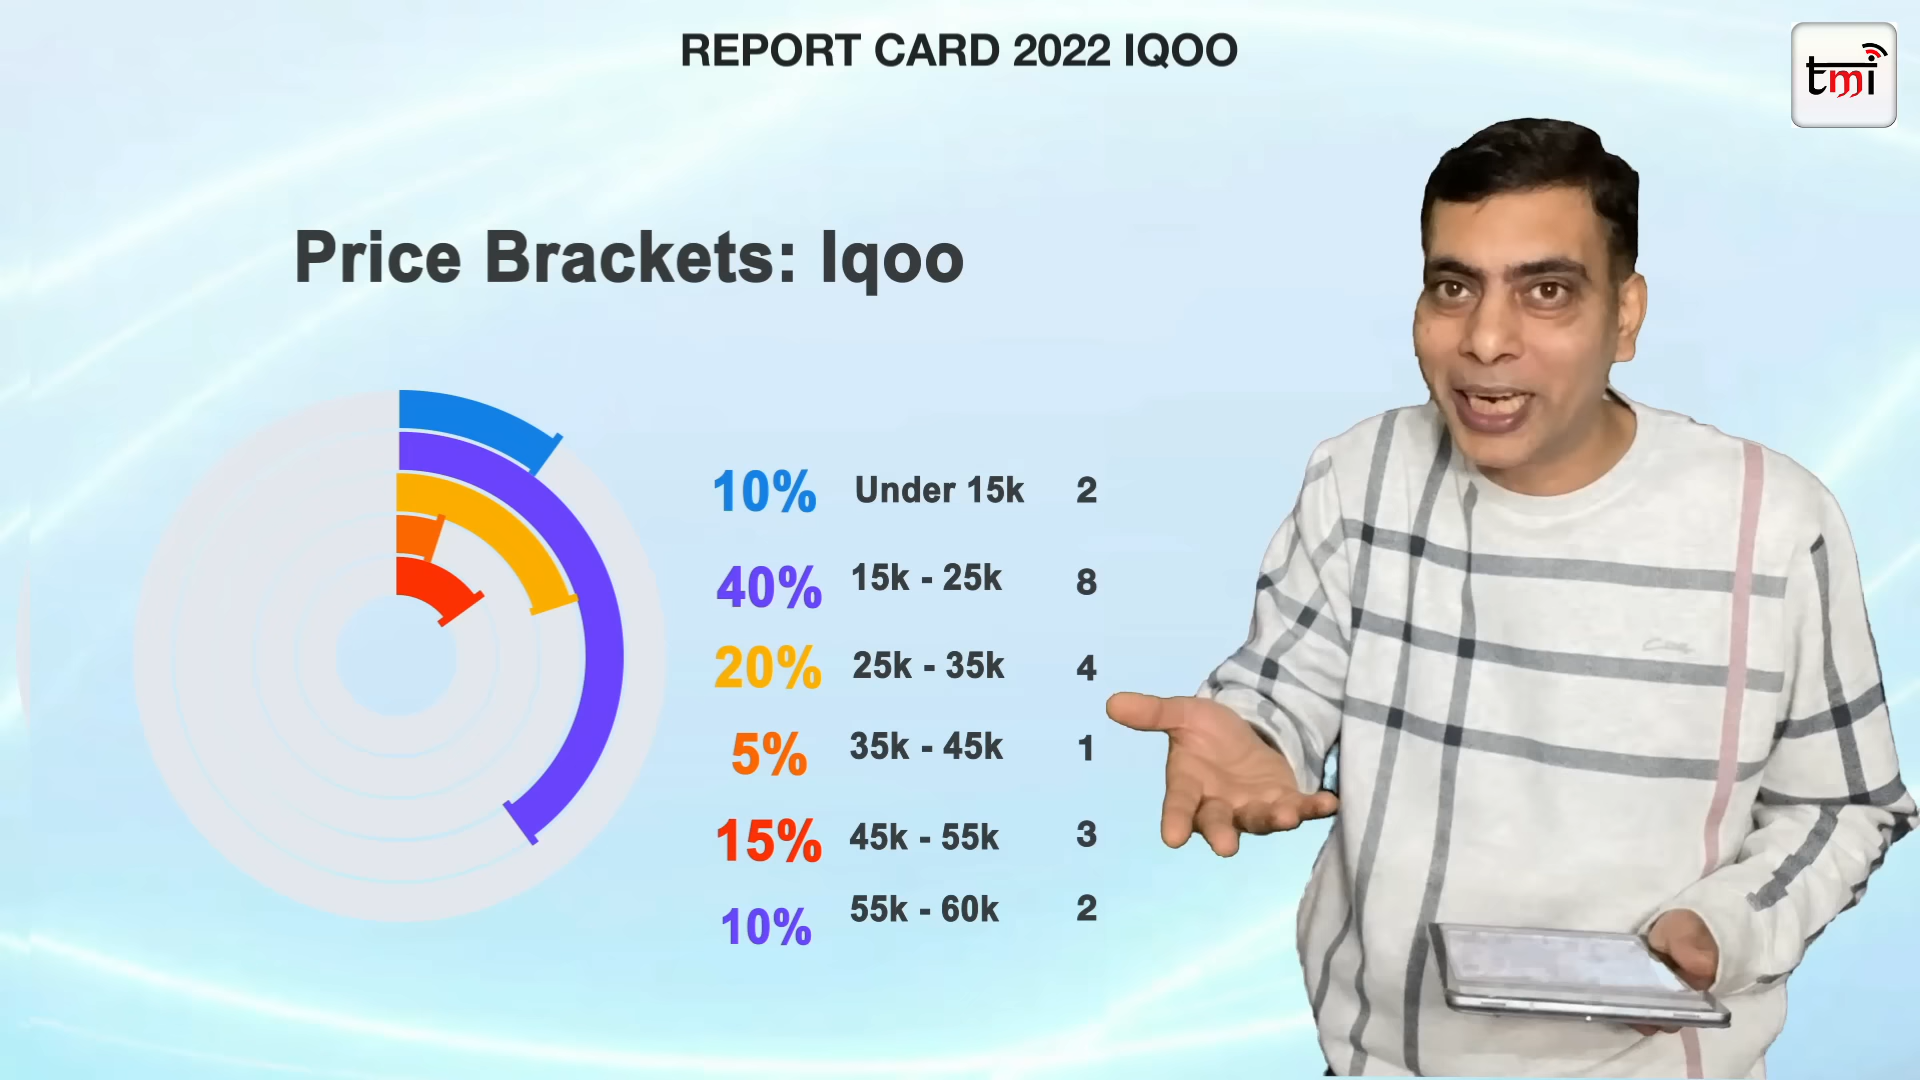 REPORT CARD 2022 IQOO
tmi
Price Brackets: Iqoo
10% Under 15k 2
40% 15k - 25k 8
20% 25k - 35k 4
5% 35k - 45k 1
15% 45k - 55k 3
10% 55k - 60k 2